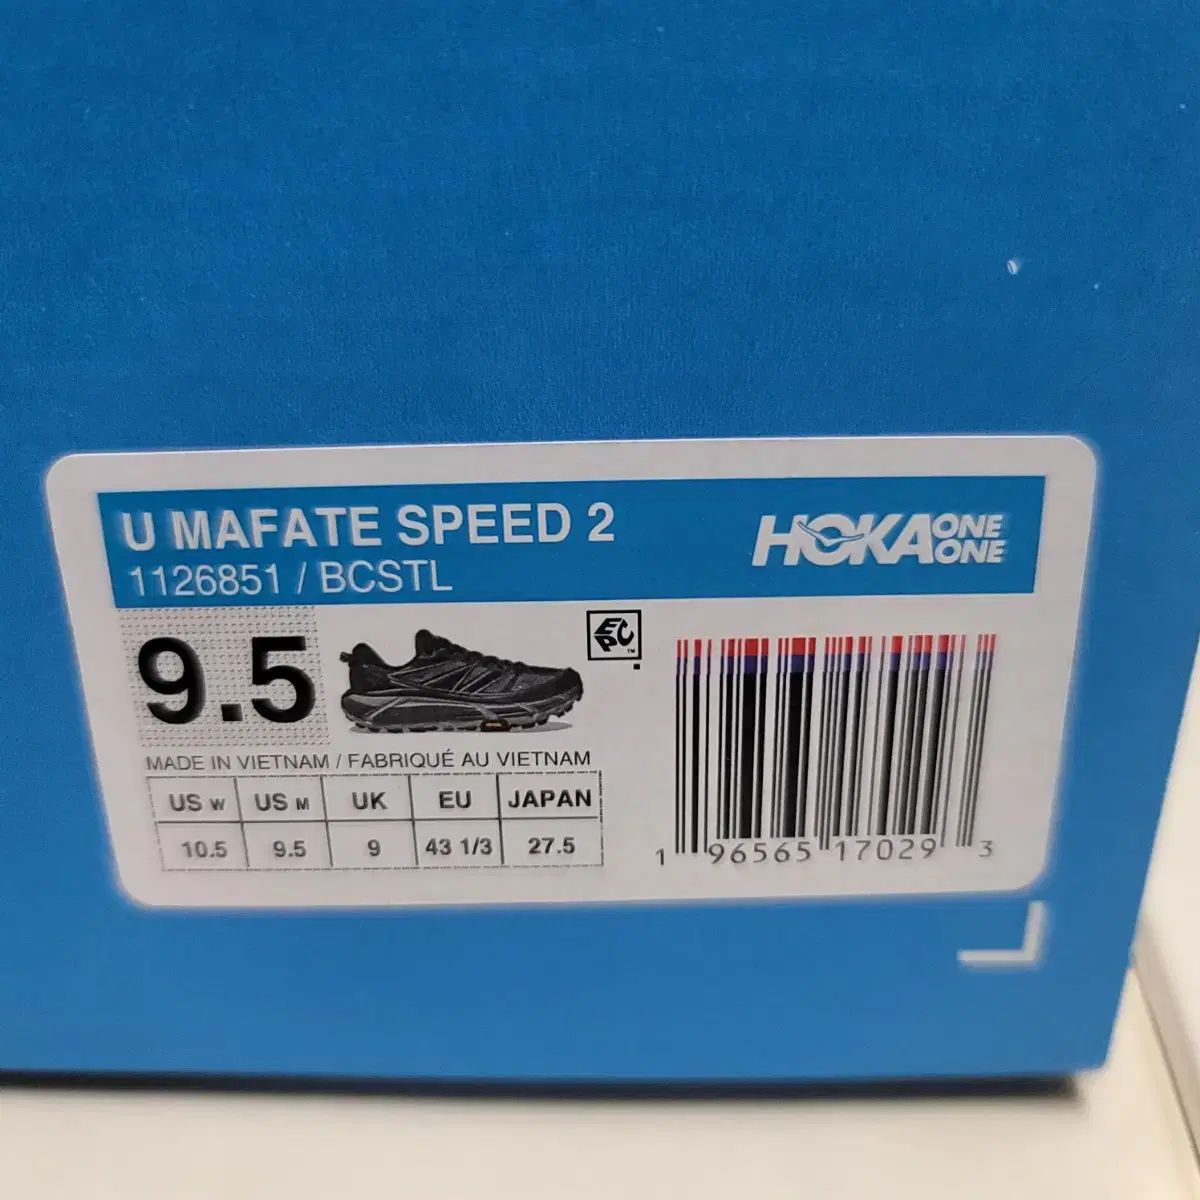 U MAFATE SPEED 2
1126851 / BCSTL
HOKA ONE ONE
9.5
EPC™
MADE IN VIETNAM / FABRIQUÉ AU VIETNAM
US W US M UK EU JAPAN
10.5 9.5 9 43 1/3 27.5
1 96565 17029 3